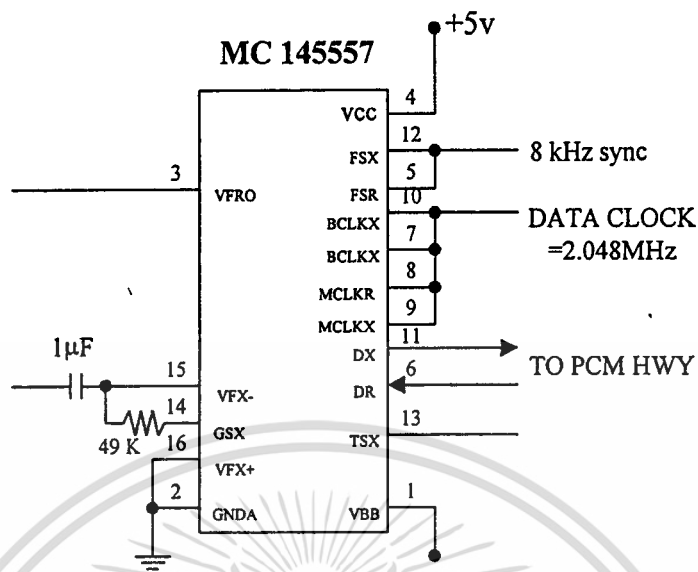 +5v
MC 145557
4
VCC
12
FSX
8 kHz sync
5
FSR
3
VFRO
10
BCLKX
DATA CLOCK
=2.048MHz
7
BCLKX
8
MCLKR
9
MCLKX
11
DX
TO PCM HWY
6
DR
1µF
15
VFX-
14
GSX
49 K
13
TSX
16
VFX+
2
GNDA
1
VBB